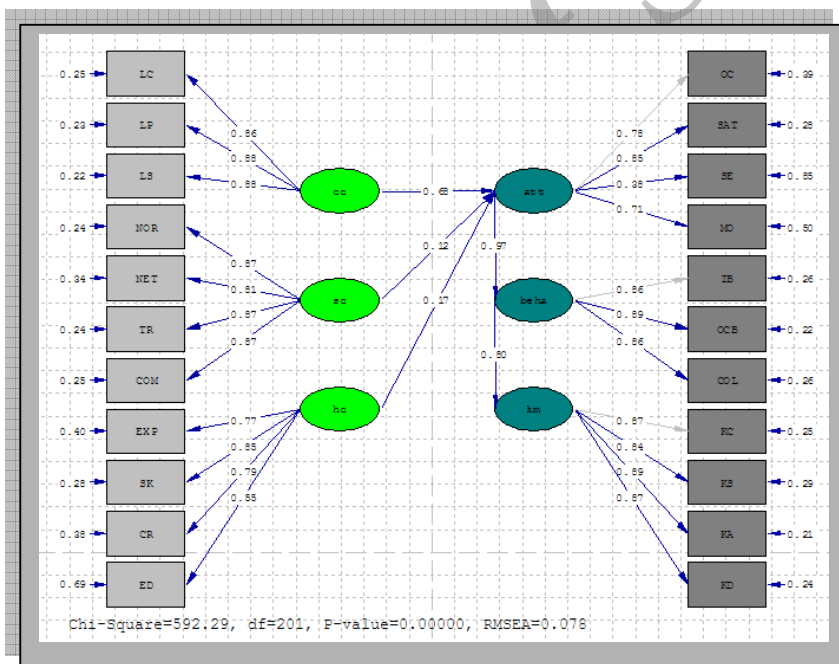 0.25 LC
0.23 LP
0.22 LS
0.24 NOR
0.34 NET
0.24 TR
0.25 COM
0.40 EXP
0.28 SK
0.38 CR
0.69 ED
0.86
0.88
0.88
0.87
0.81
0.87
0.87
0.77
0.85
0.79
0.55
cc
sc
hc
0.68
0.12
0.17
att
beha
km
0.97
0.80
0.78
0.85
0.38
0.71
0.86
0.89
0.86
0.87
0.84
0.89
0.87
OC 0.39
SAT 0.28
SE 0.85
MO 0.50
IB 0.26
OCB 0.22
COL 0.26
KC 0.25
KS 0.29
KA 0.21
KD 0.24
Chi-Square=592.29, df=201, P-value=0.00000, RMSEA=0.078